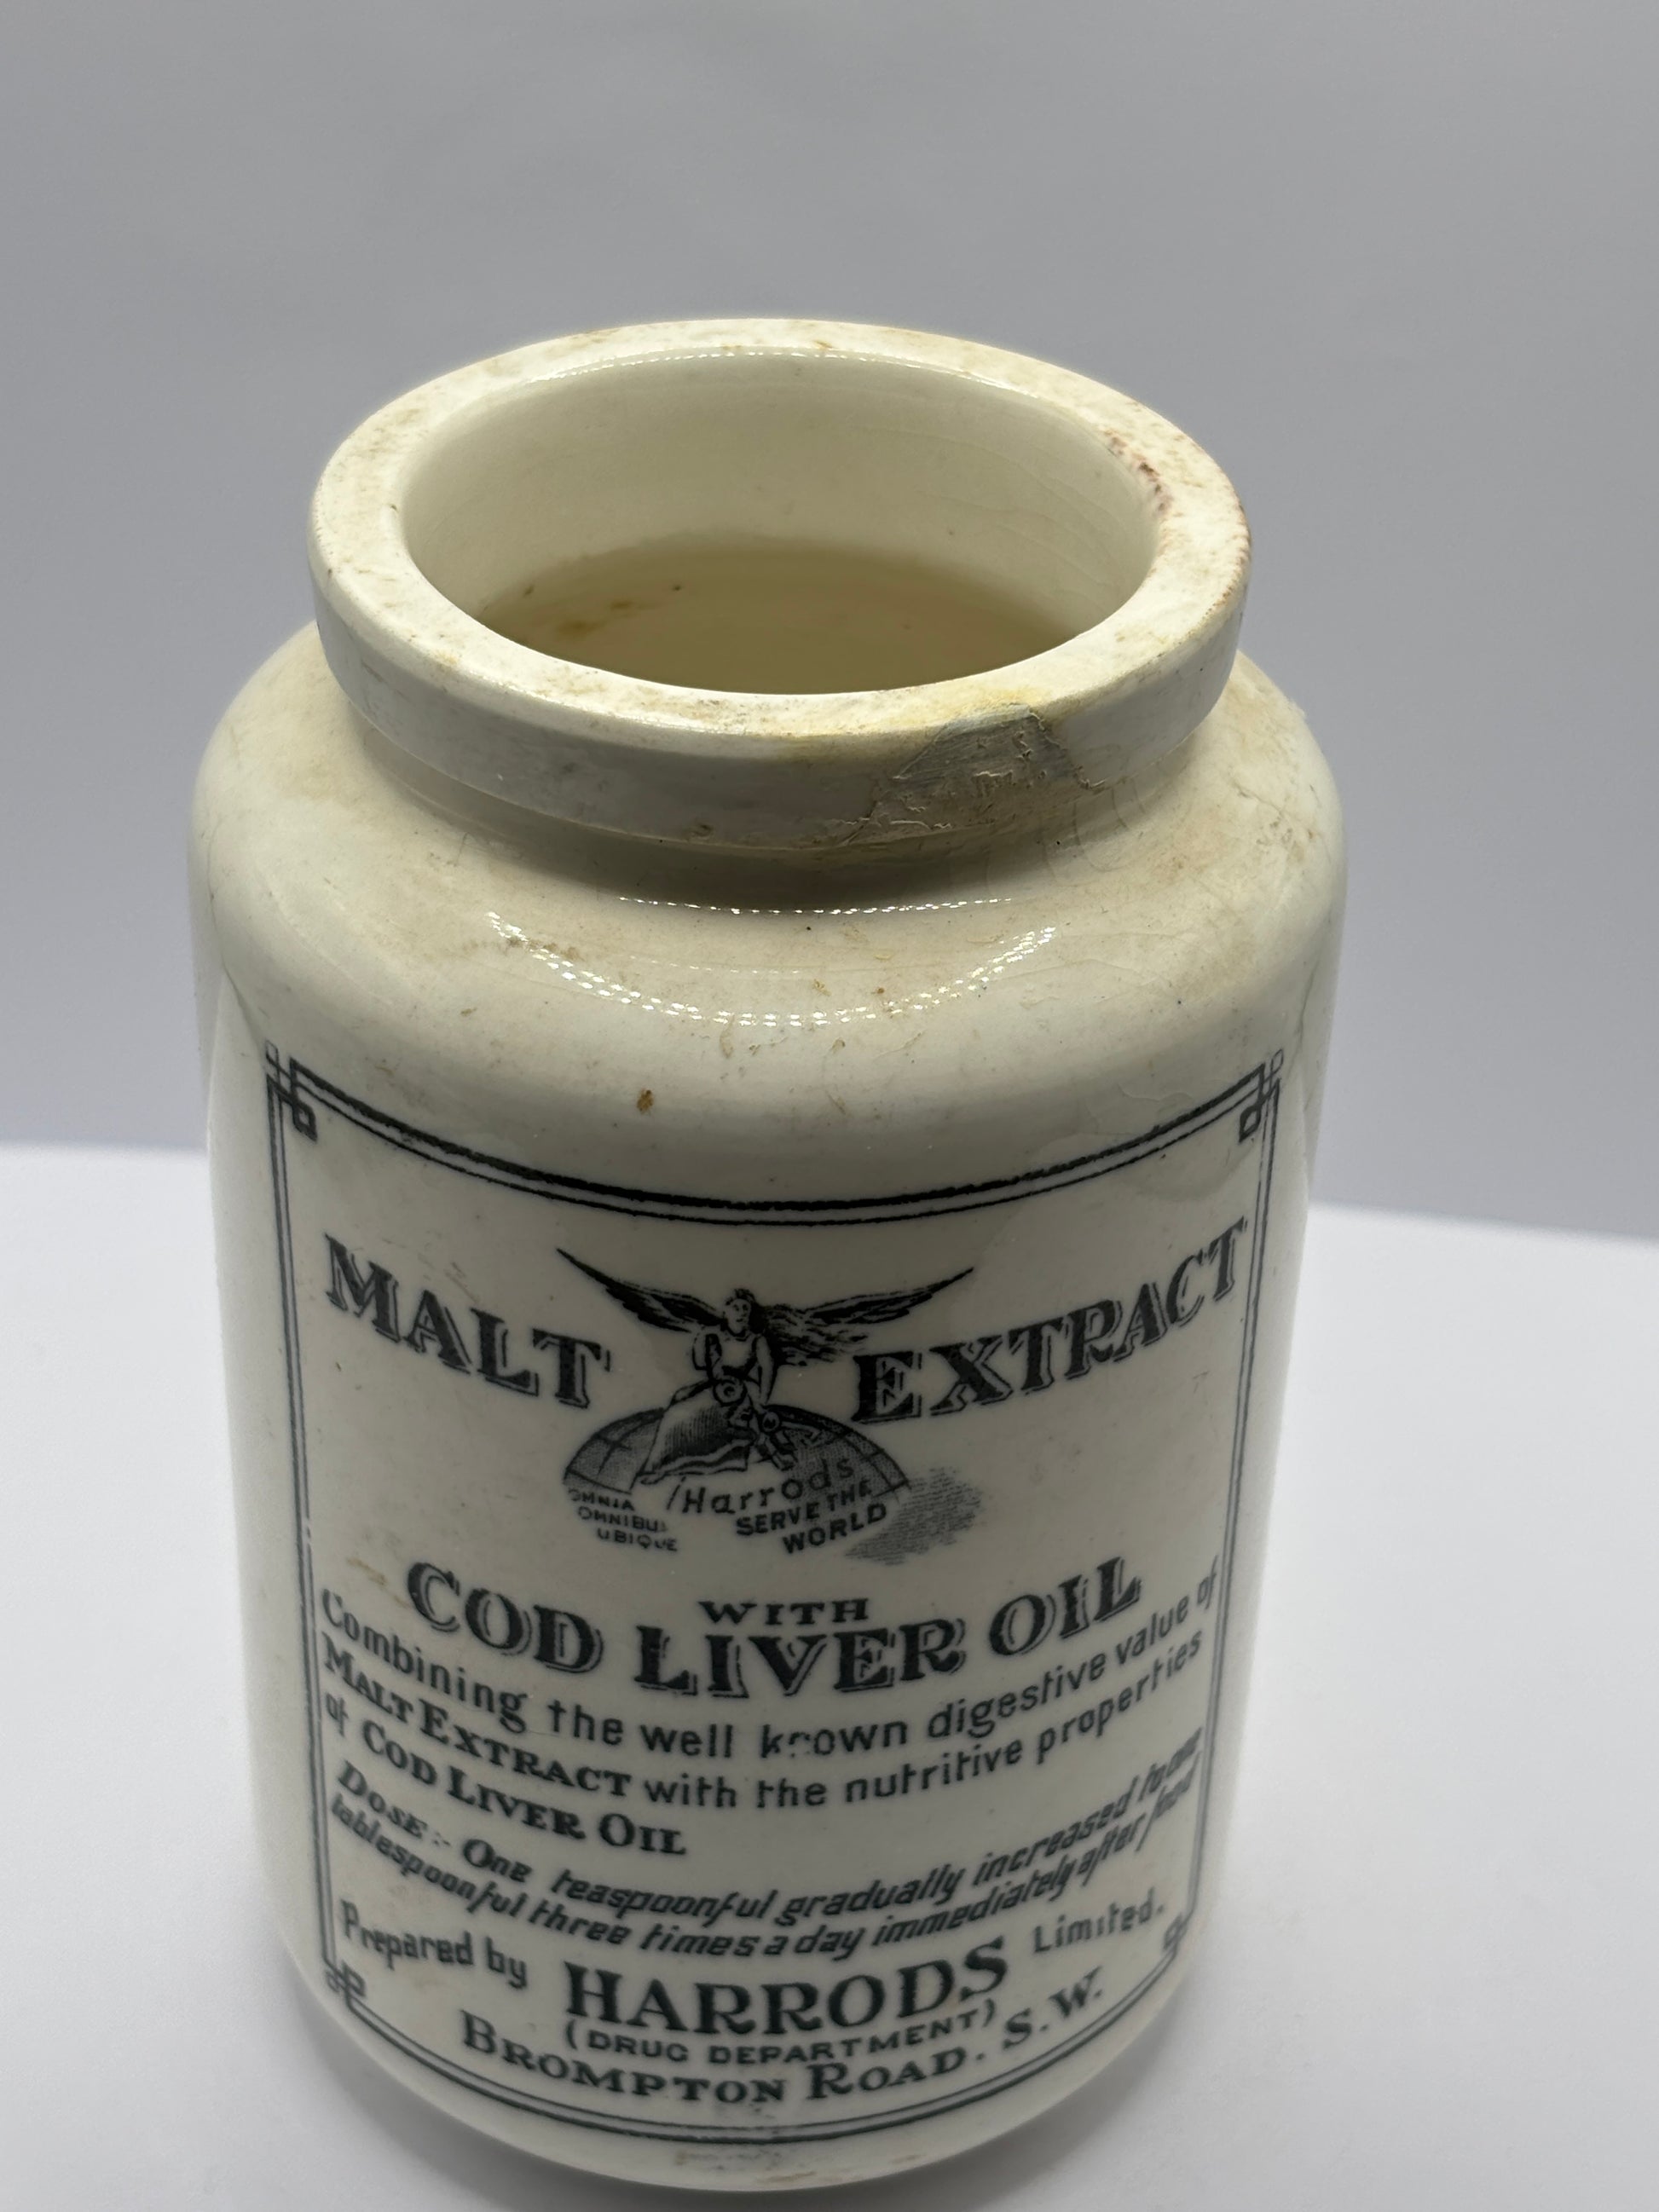 MALT EXTRACT
OMNIA
OMNIBUS
UBIQUE
Harrods
SERVE THE
WORLD
WITH
COD LIVER OIL
Combining the well known digestive value of
MALT EXTRACT with the nutritive properties
of COD LIVER OIL
DOSE:- One teaspoonful gradually increased to one
tablespoonful three times a day immediately after food
Prepared by HARRODS Limited.
(DRUG DEPARTMENT)
BROMPTON ROAD. S.W.